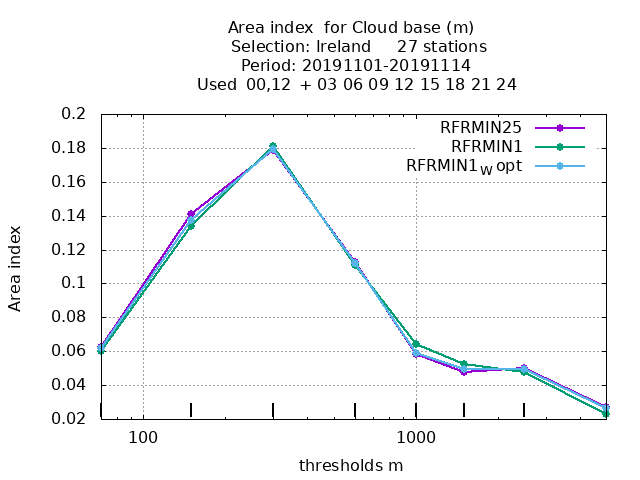 Area index  for Cloud base (m)
Selection: Ireland     27 stations
Period: 20191101-20191114
Used  00,12  + 03 06 09 12 15 18 21 24
RFRMIN25
RFRMIN1
RFRMIN1W opt
0.2
0.18
0.16
0.14
0.12
0.1
0.08
0.06
0.04
0.02
Area index
100
1000
thresholds m